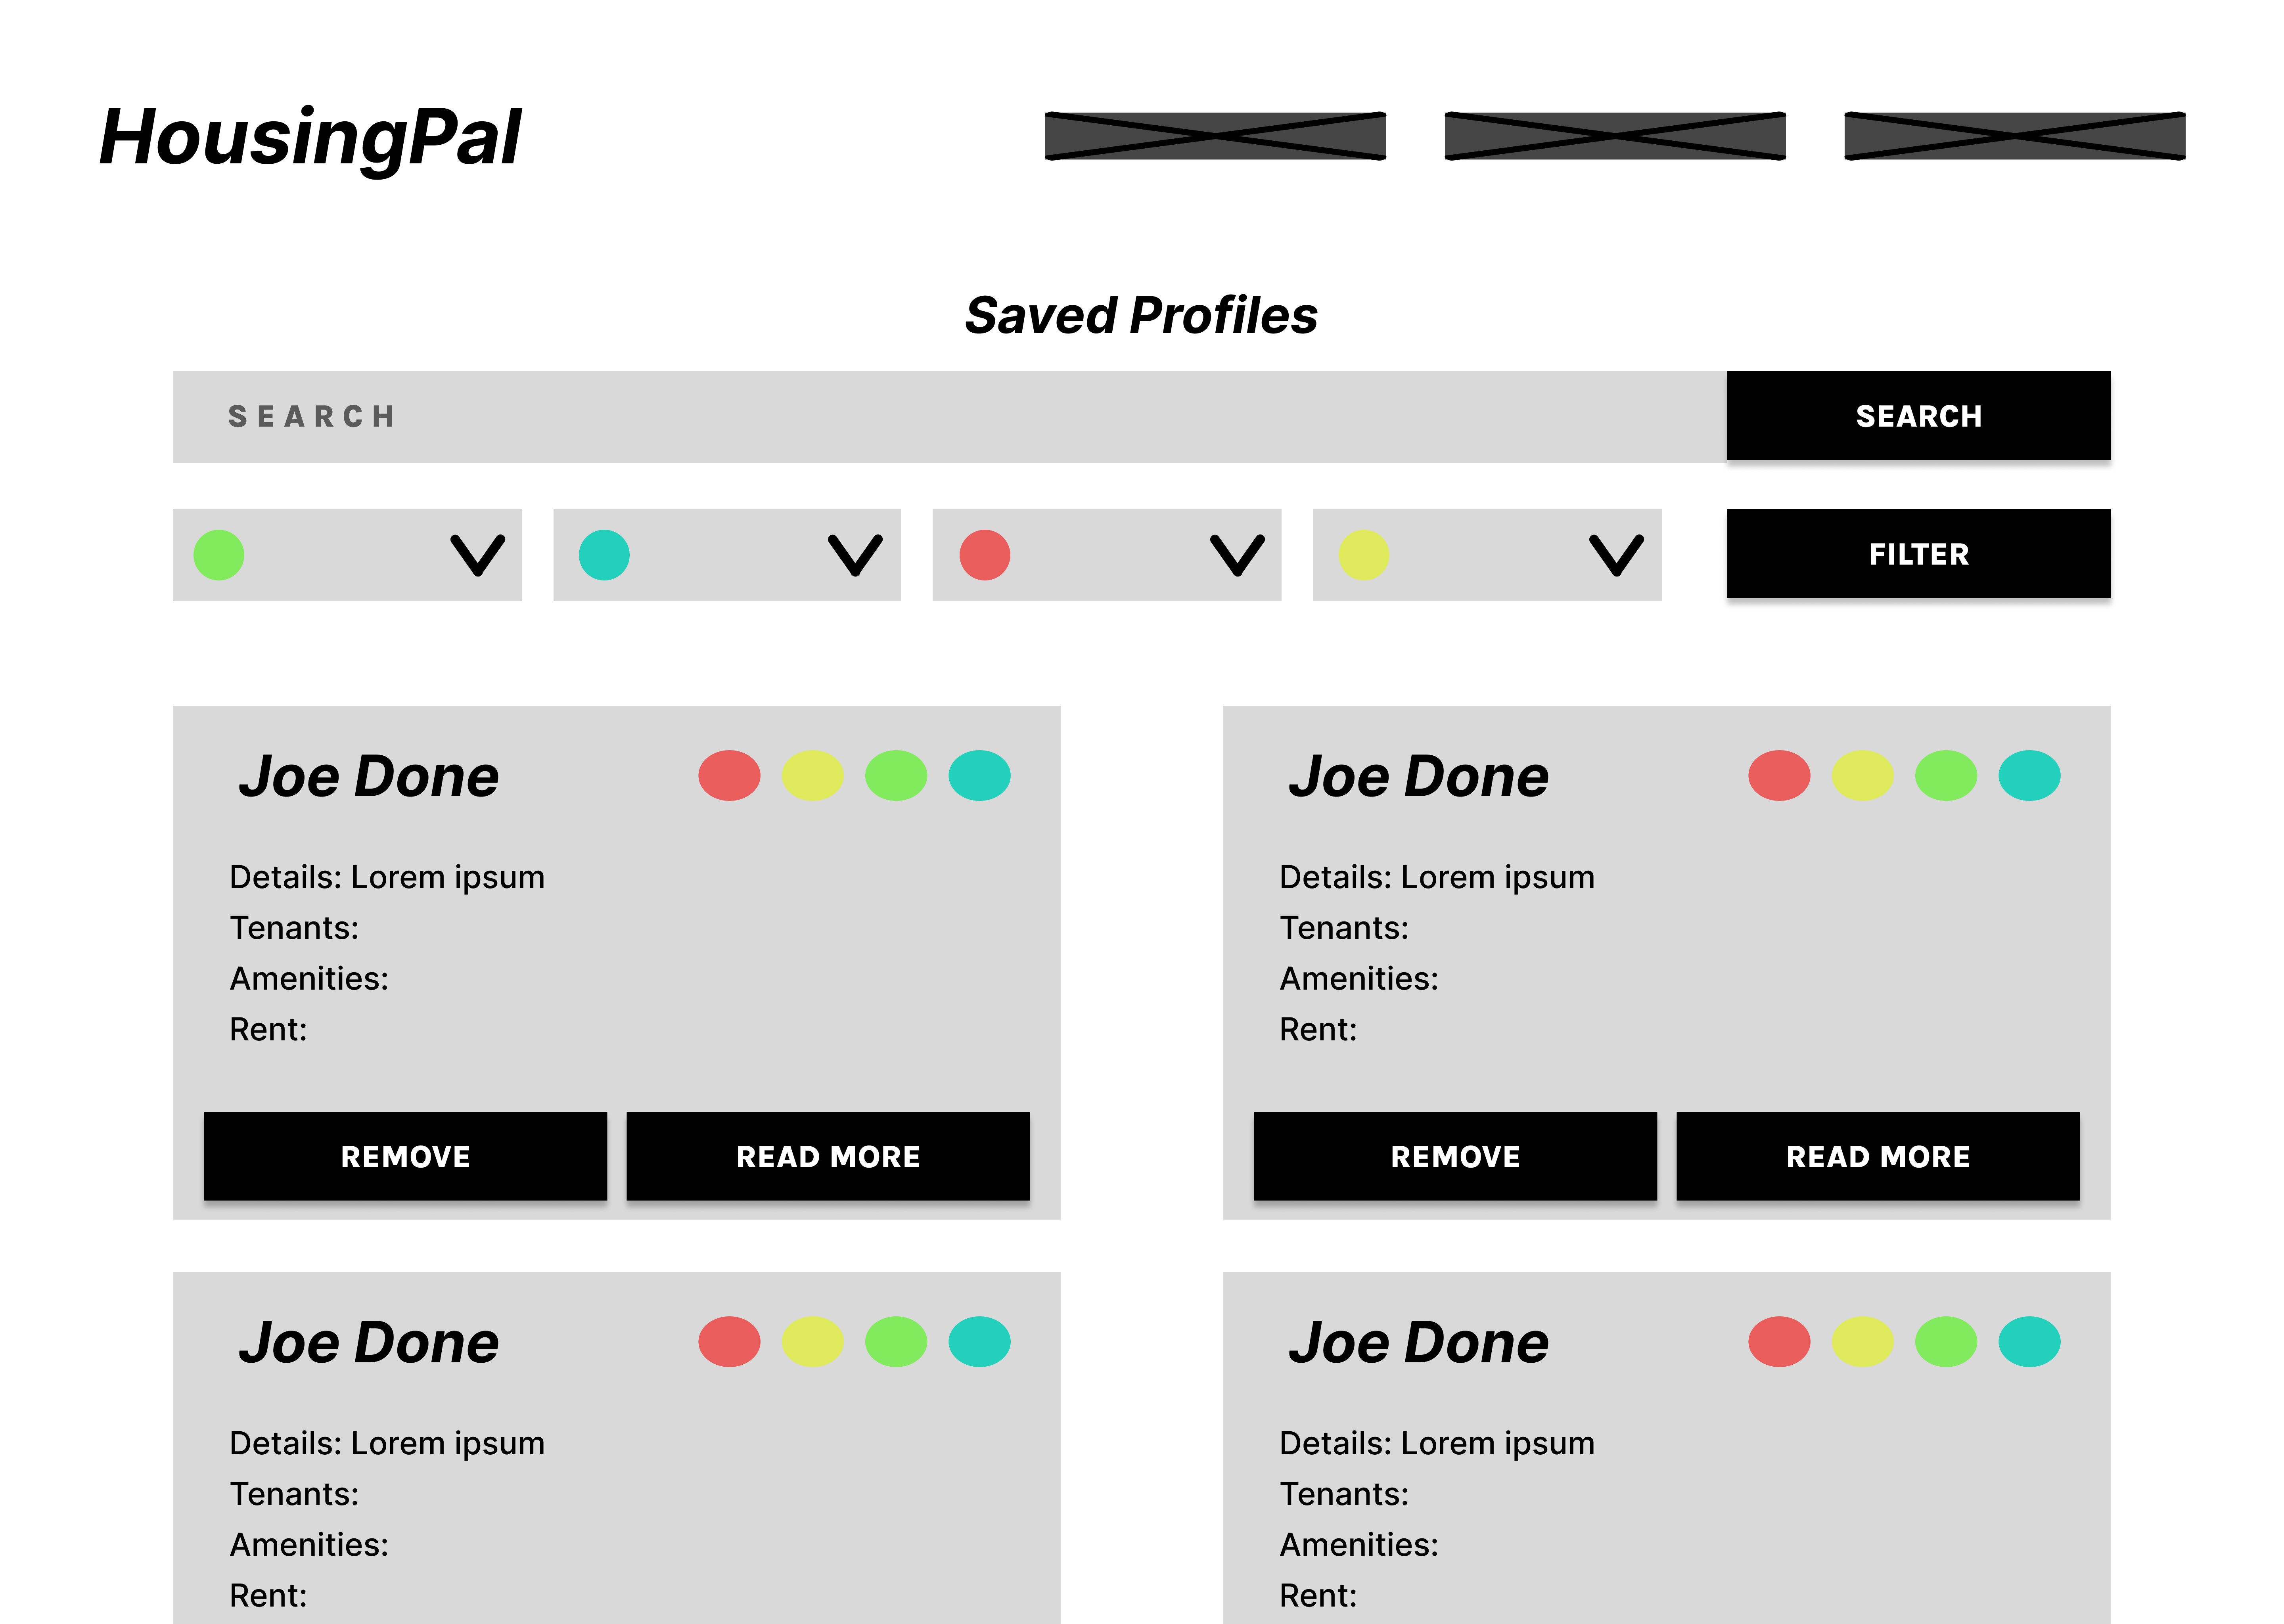 HousingPal
Saved Profiles
SEARCH
SEARCH
FILTER
Joe Done
Details: Lorem ipsum
Tenants:
Amenities:
Rent:
REMOVE
READ MORE
Joe Done
Details: Lorem ipsum
Tenants:
Amenities:
Rent:
REMOVE
READ MORE
Joe Done
Details: Lorem ipsum
Tenants:
Amenities:
Rent:
Joe Done
Details: Lorem ipsum
Tenants:
Amenities:
Rent: